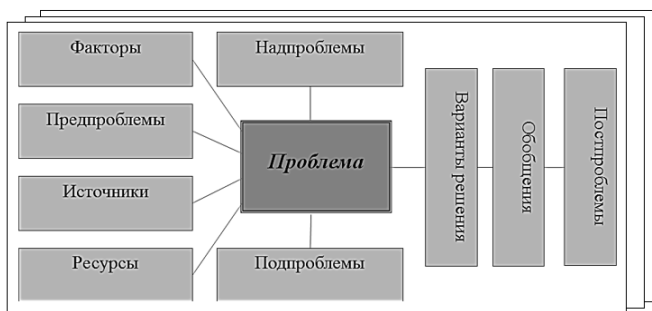 Факторы
Надпроблемы
Предпроблемы
Проблема
Источники
Ресурсы
Подпроблемы
Варианты решения
Обобщения
Постпроблемы